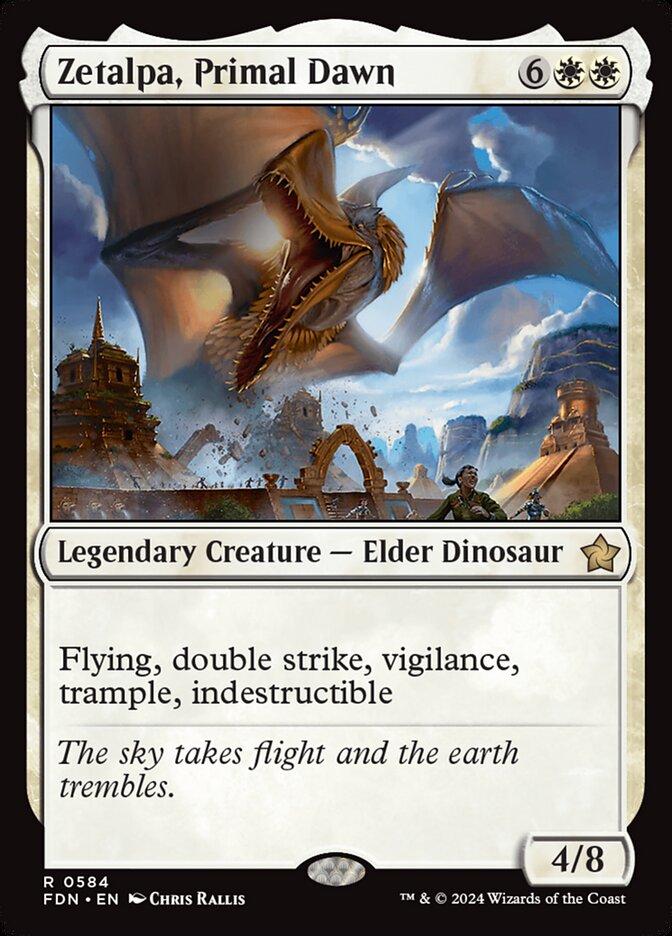 Zetalpa, Primal Dawn 6
Legendary Creature — Elder Dinosaur
Flying, double strike, vigilance,
trample, indestructible
The sky takes flight and the earth
trembles.
4/8
R 0584
FDN • EN Chris Rallis
™ & © 2024 Wizards of the Coast